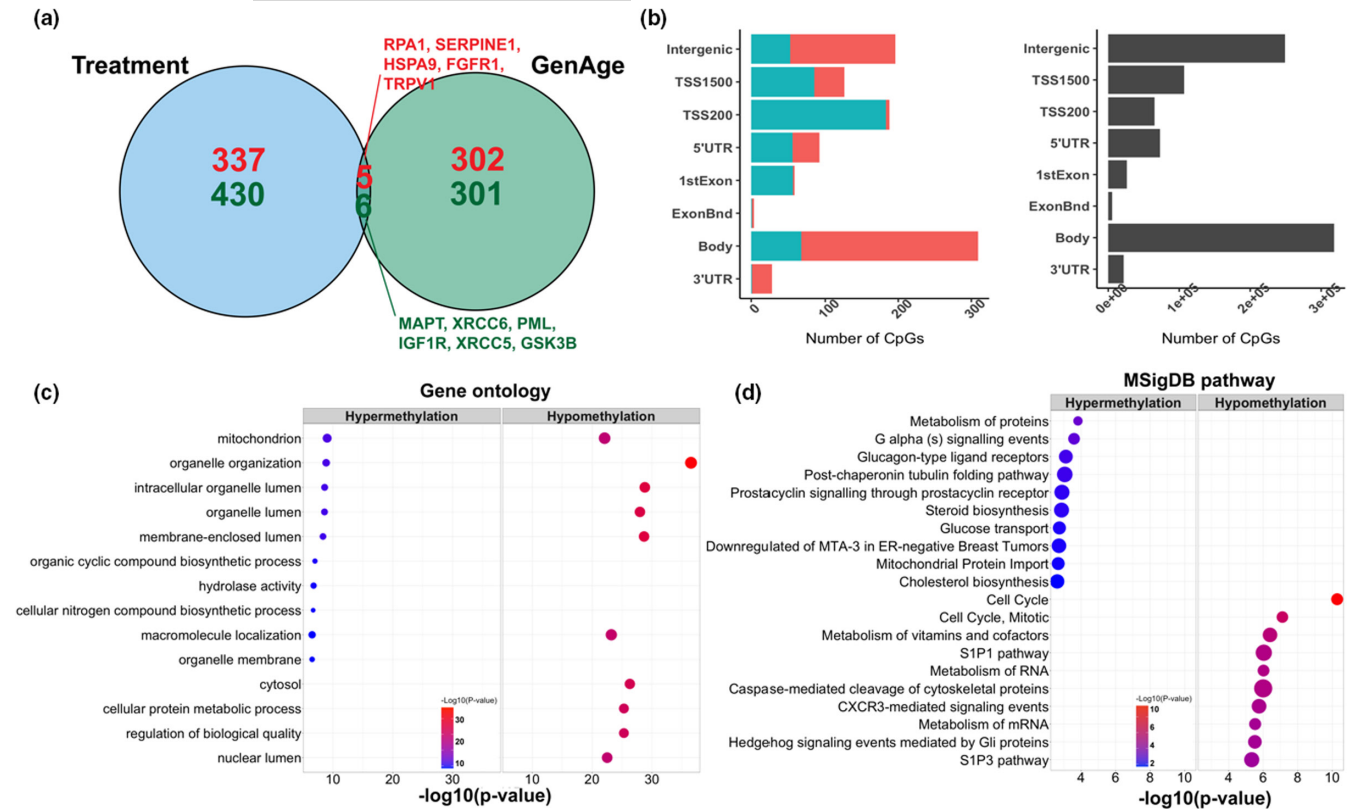 (a)
Treatment
GenAge
RPA1, SERPINE1,
HSPA9, FGFR1,
TRPV1
337
430
5
6
302
301
MAPT, XRCC6, PML,
IGF1R, XRCC5, GSK3B
(b)
Intergenic
TSS1500
TSS200
5'UTR
1stExon
ExonBnd
Body
3'UTR
0
100
200
300
Number of CpGs
Intergenic
TSS1500
TSS200
5'UTR
1stExon
ExonBnd
Body
3'UTR
0e+00
1e+05
2e+05
3e+05
Number of CpGs
(c)
Gene ontology
Hypermethylation
Hypomethylation
mitochondrion
organelle organization
intracellular organelle lumen
organelle lumen
membrane-enclosed lumen
organic cyclic compound biosynthetic process
hydrolase activity
cellular nitrogen compound biosynthetic process
macromolecule localization
organelle membrane
cytosol
cellular protein metabolic process
regulation of biological quality
nuclear lumen
-Log10(P-value)
30
20
10
10 20 30 10 20 30
-log10(p-value)
(d)
MSigDB pathway
Hypermethylation
Hypomethylation
Metabolism of proteins
G alpha (s) signalling events
Glucagon-type ligand receptors
Post-chaperonin tubulin folding pathway
Prostacyclin signalling through prostacyclin receptor
Steroid biosynthesis
Glucose transport
Downregulated of MTA-3 in ER-negative Breast Tumors
Mitochondrial Protein Import
Cholesterol biosynthesis
Cell Cycle
Cell Cycle, Mitotic
Metabolism of vitamins and cofactors
S1P1 pathway
Metabolism of RNA
Caspase-mediated cleavage of cytoskeletal proteins
CXCR3-mediated signaling events
Metabolism of mRNA
Hedgehog signaling events mediated by Gli proteins
S1P3 pathway
-Log10(P-value)
10
6
4
2
4 6 8 10 4 6 8 10
-log10(p-value)